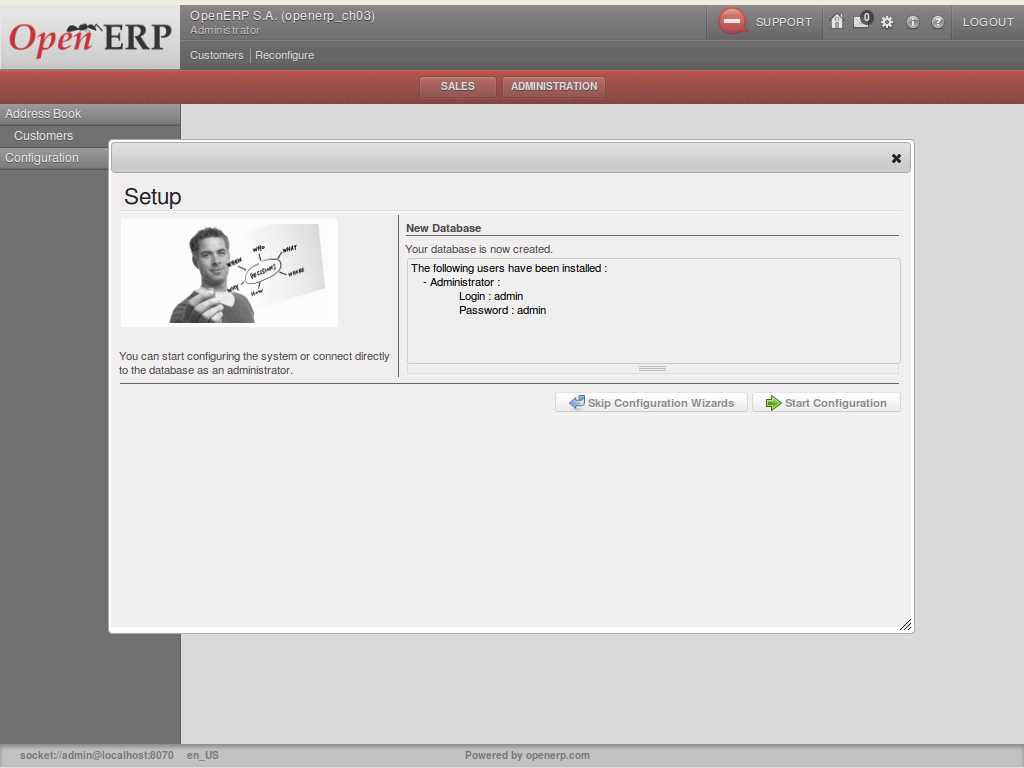 Open ERP
OpenERP S.A. (openerp_ch03)
Administrator
Customers
Reconfigure
SUPPORT
0
LOGOUT
SALES
ADMINISTRATION
Address Book
Customers
Configuration
Setup
WHO
WHAT
WHEN
DECISIONS
WHERE
WHY
HOW
You can start configuring the system or connect directly
to the database as an administrator.
New Database
Your database is now created.
The following users have been installed :
- Administrator :
Login : admin
Password : admin
Skip Configuration Wizards
Start Configuration
socket://admin@localhost:8070
en_US
Powered by openerp.com